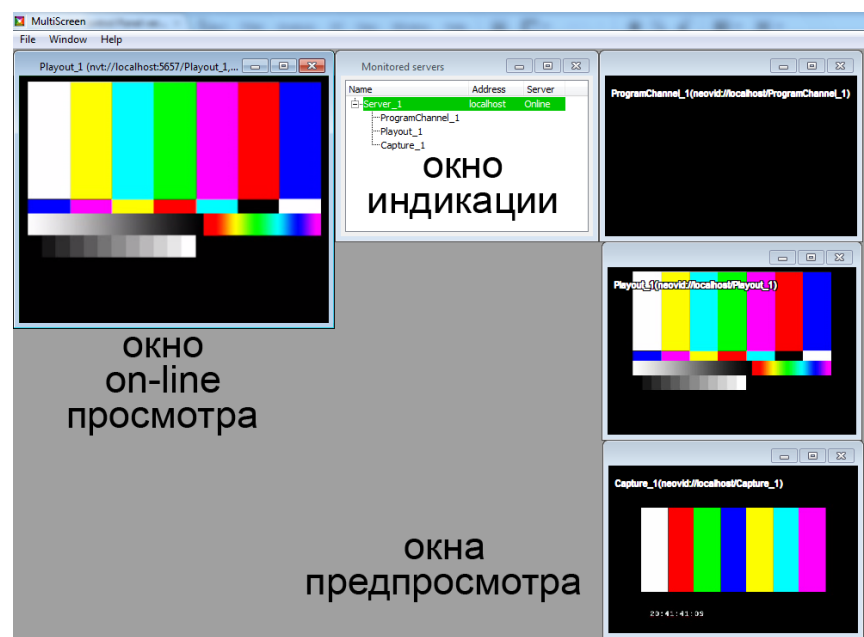 MultiScreen
File Window Help
Playout_1 (nvt://localhost:5657/Playout_1,...
Monitored servers
Name Address Server
Server_1 localhost Online
ProgramChannel_1
Playout_1
Capture_1
окно
индикации
ProgramChannel_1(neovid://localhost/ProgramChannel_1)
Playout_1(neovid://localhost/Playout_1)
Capture_1(neovid://localhost/Capture_1)
20:41:41:05
окно
on-line
просмотра
окна
предпросмотра